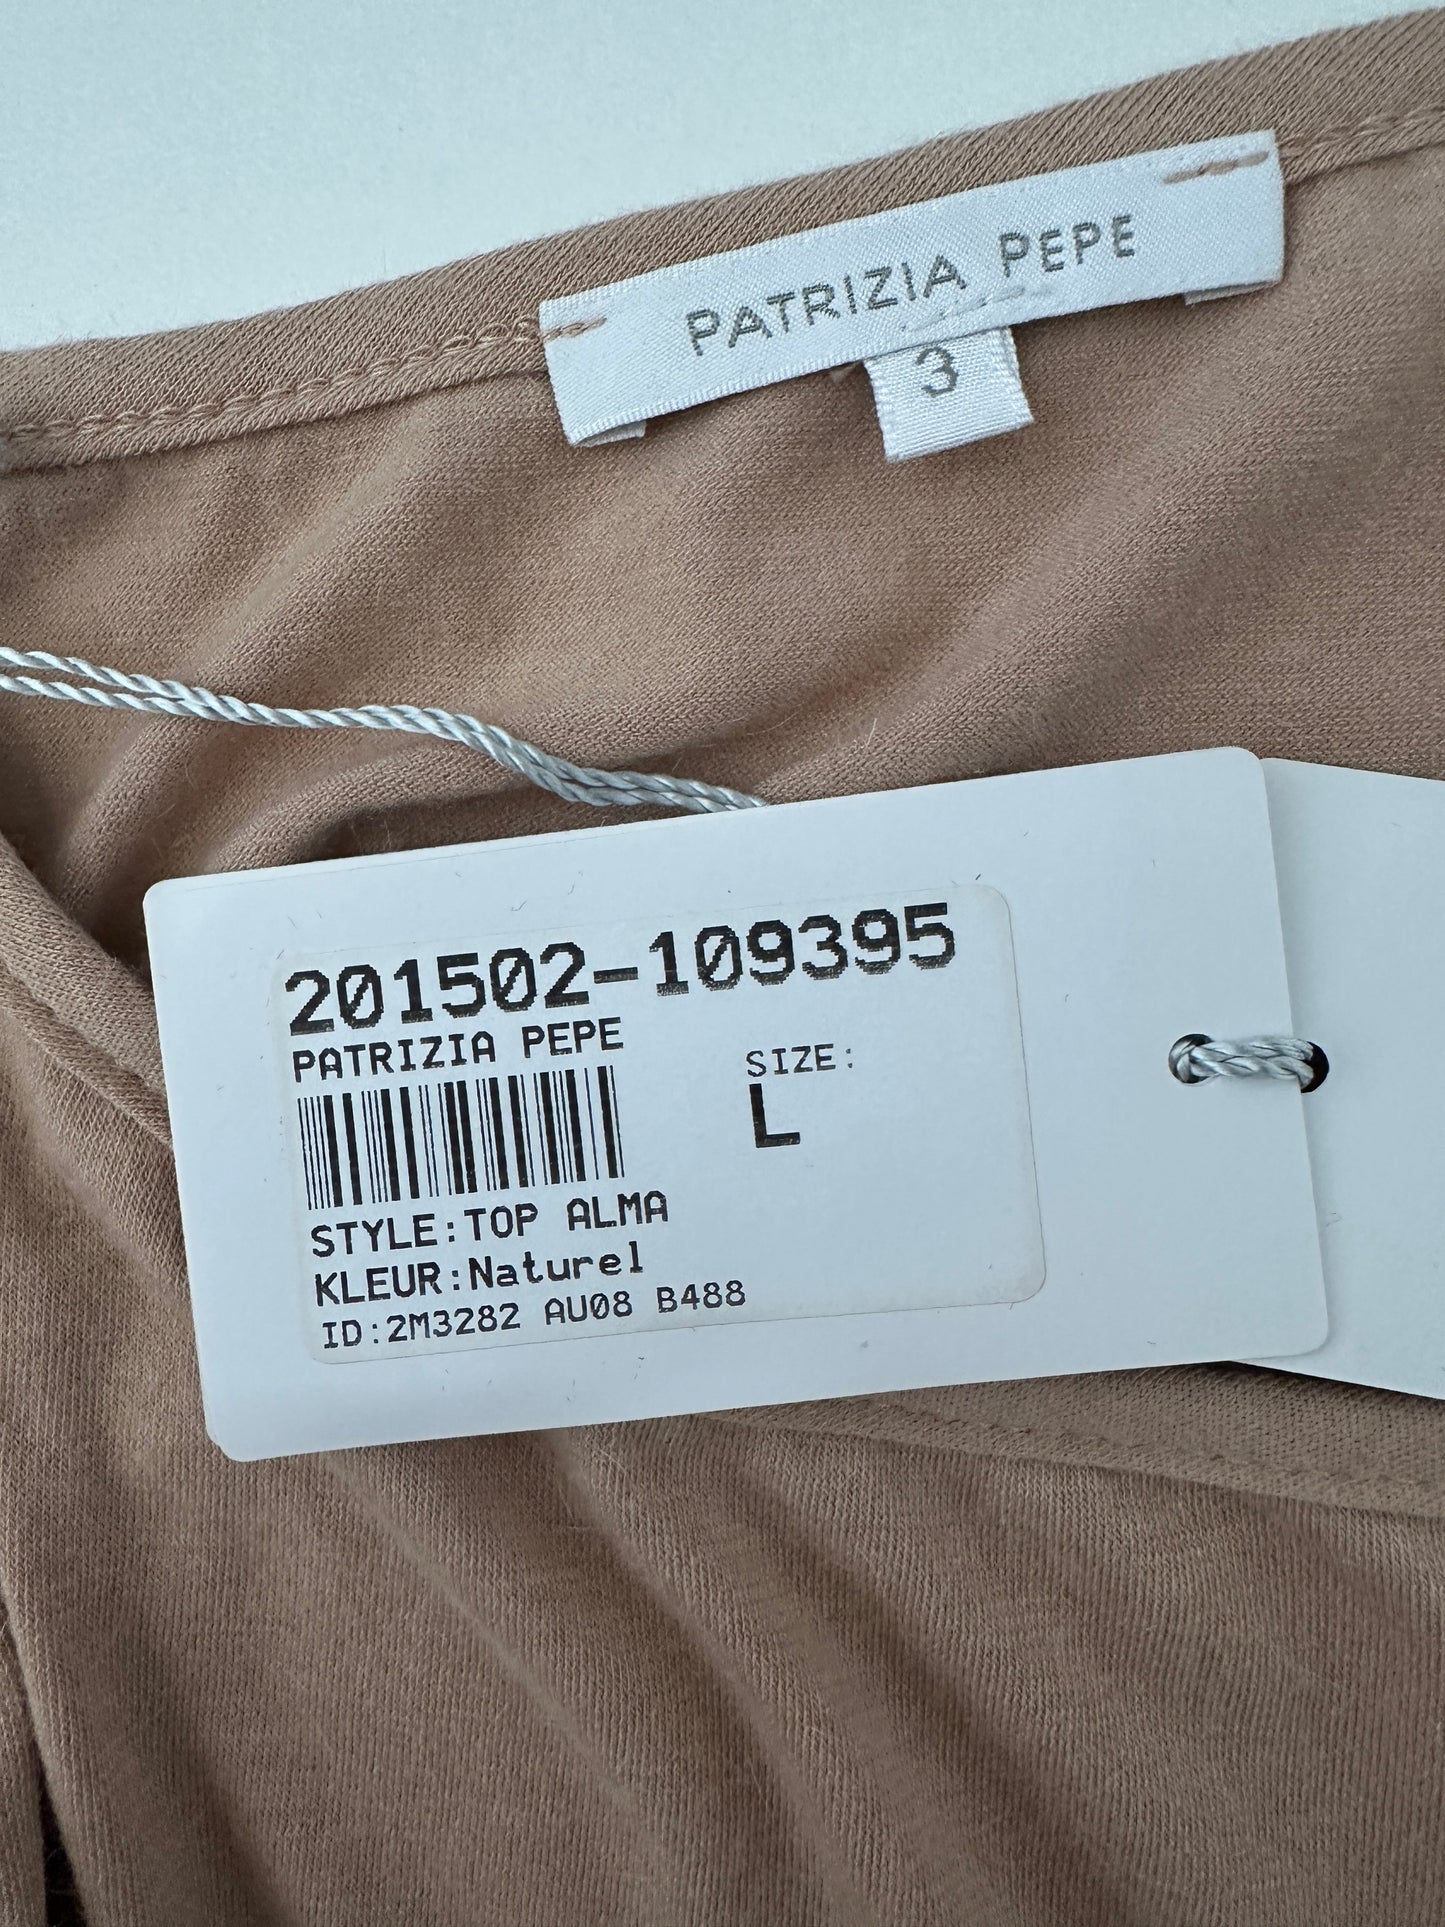 PATRIZIA PEPE
3
201502-109395
PATRIZIA PEPE
SIZE:
L
STYLE:TOP ALMA
KLEUR:Naturel
ID:2M3282 AU08 B488